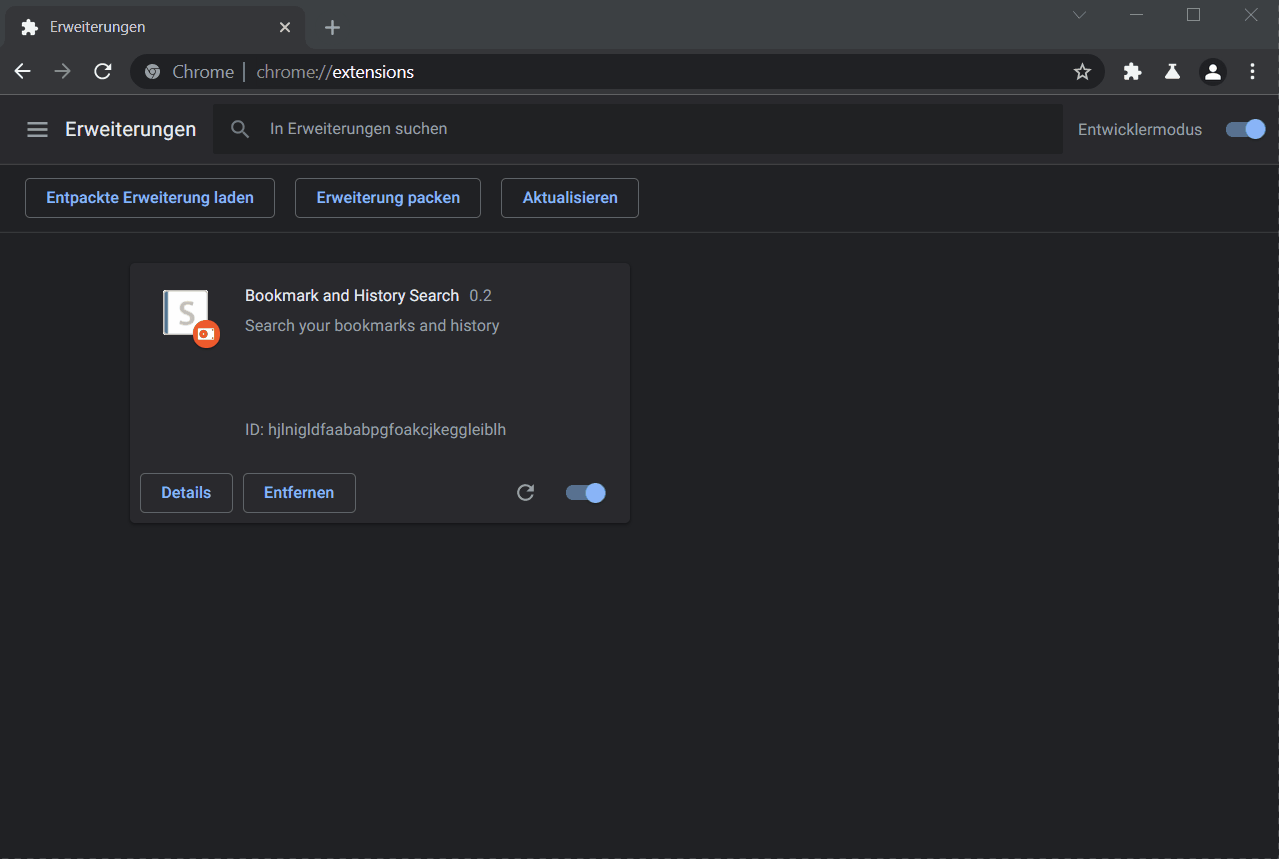 Erweiterungen
Chrome | chrome://extensions
Erweiterungen
In Erweiterungen suchen
Entwicklermodus
Entpackte Erweiterung laden
Erweiterung packen
Aktualisieren
S
Bookmark and History Search 0.2
Search your bookmarks and history
ID: hjlnigldfaababpgfoakcjkeggleiblh
Details
Entfernen